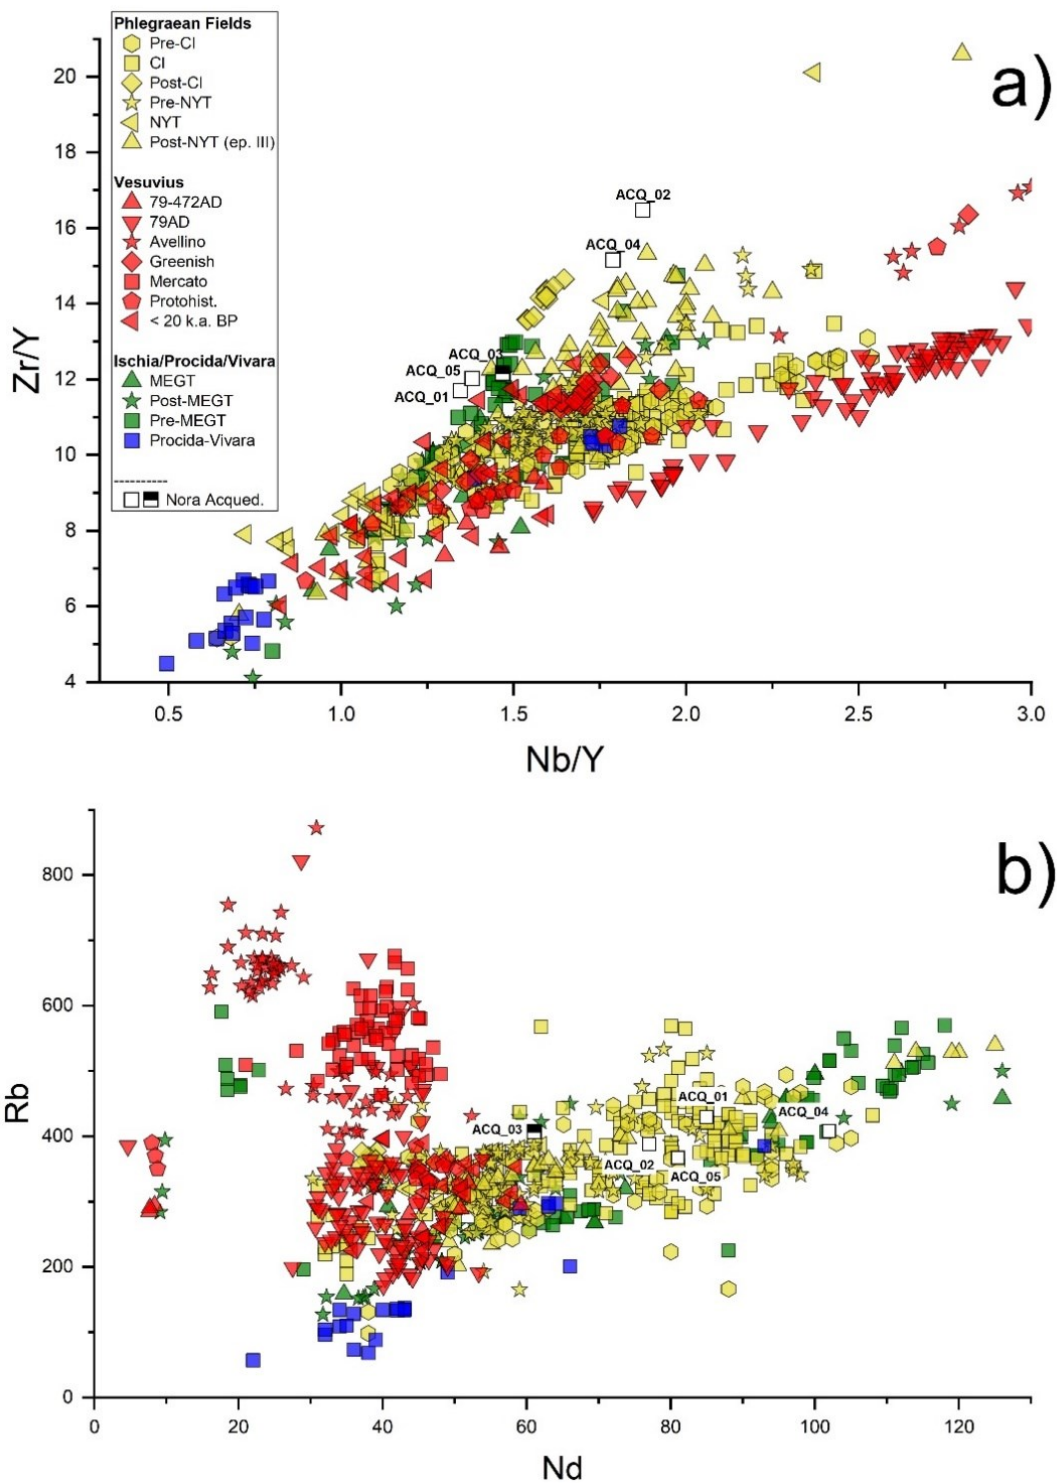 Phlegraean Fields
Pre-CI
CI
Post-CI
Pre-NYT
NYT
Post-NYT (ep. III)
Vesuvius
79-472AD
79AD
Avellino
Greenish
Mercato
Protohist.
< 20 k.a. BP
Ischia/Procida/Vivara
MEGT
Post-MEGT
Pre-MEGT
Procida-Vivara
----------
Nora Acqued.
a)
ACQ_02
ACQ_04
ACQ_03
ACQ_05
ACQ_01
Zr/Y
20
18
16
14
12
10
8
6
4
0.5 1.0 1.5 2.0 2.5 3.0
Nb/Y
b)
ACQ_01
ACQ_04
ACQ_03
ACQ_02
ACQ_05
Rb
800
600
400
200
0
0 20 40 60 80 100 120
Nd